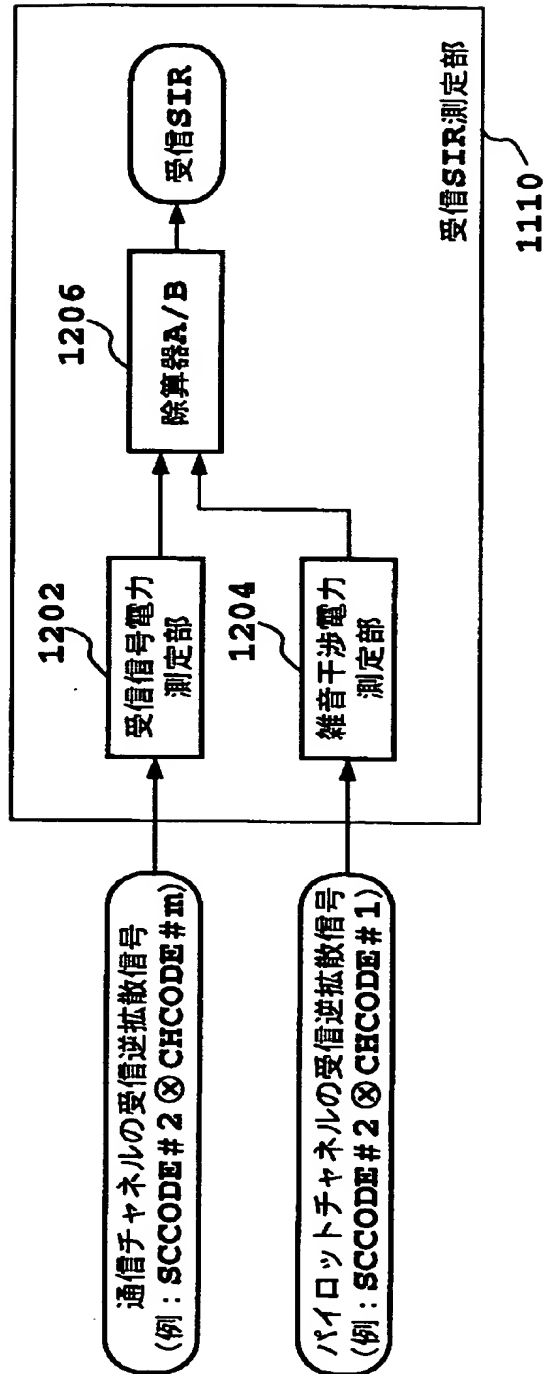 通信チャネルの受信逆拡散信号
(例:SCCODE#2⊗CHCODE#m)
パイロットチャネルの受信逆拡散信号
(例:SCCODE#2⊗CHCODE#1)
1202
受信信号電力
測定部
1204
雑音干渉電力
測定部
1206
除算器A/B
受信SIR
受信SIR測定部
1110